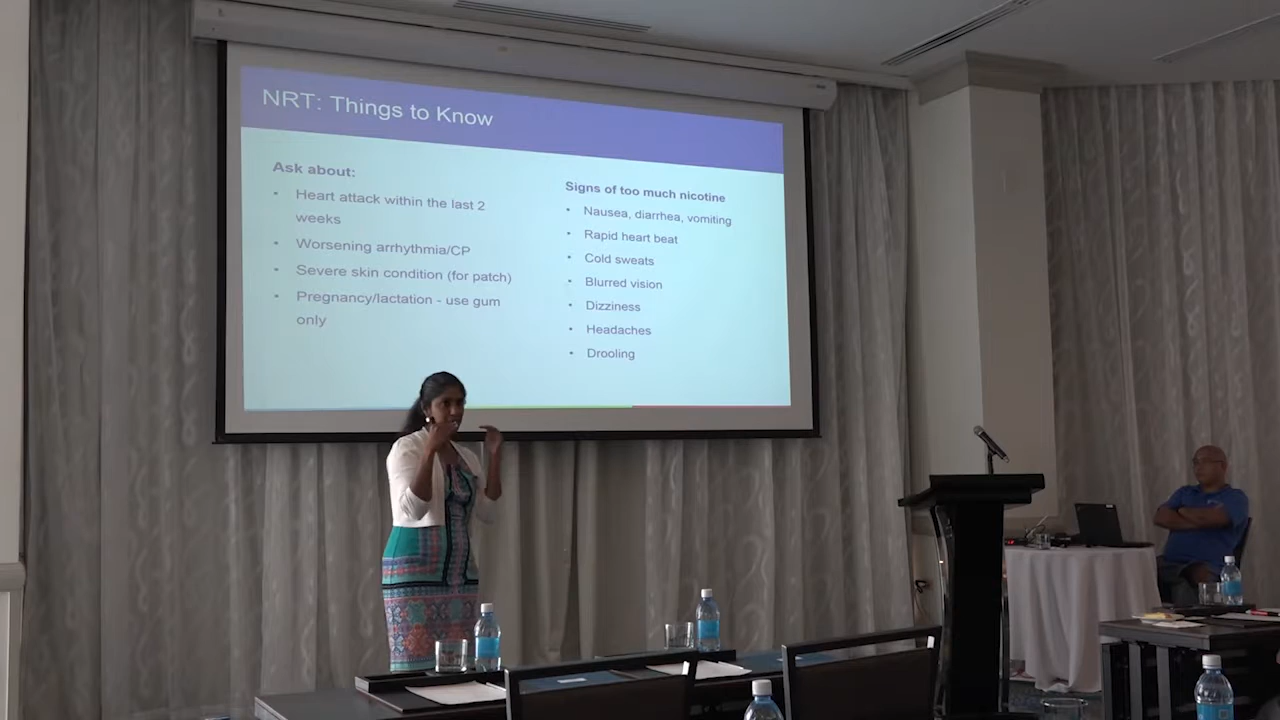 NRT: Things to Know
Ask about:
• Heart attack within the last 2
weeks
• Worsening arrhythmia/CP
• Severe skin condition (for patch)
• Pregnancy/lactation - use gum
only
Signs of too much nicotine
• Nausea, diarrhea, vomiting
• Rapid heart beat
• Cold sweats
• Blurred vision
• Dizziness
• Headaches
• Drooling